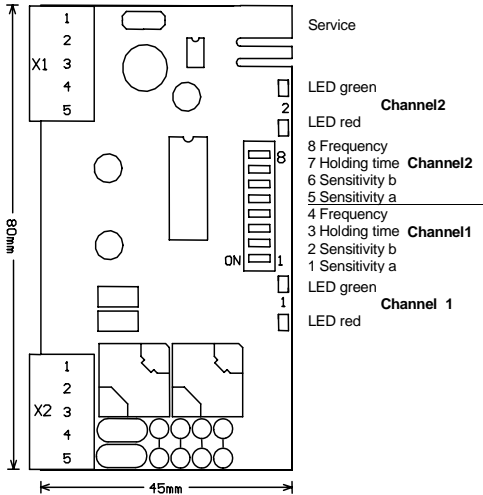 1
2
X1 3
4
5
Service
LED green
2 Channel2
LED red
8 Frequency
8 7 Holding time Channel2
6 Sensitivity b
5 Sensitivity a
4 Frequency
3 Holding time Channel1
2 Sensitivity b
ON 1 1 Sensitivity a
LED green
1 Channel 1
LED red
80mm
1
2
X2 3
4
5
45mm